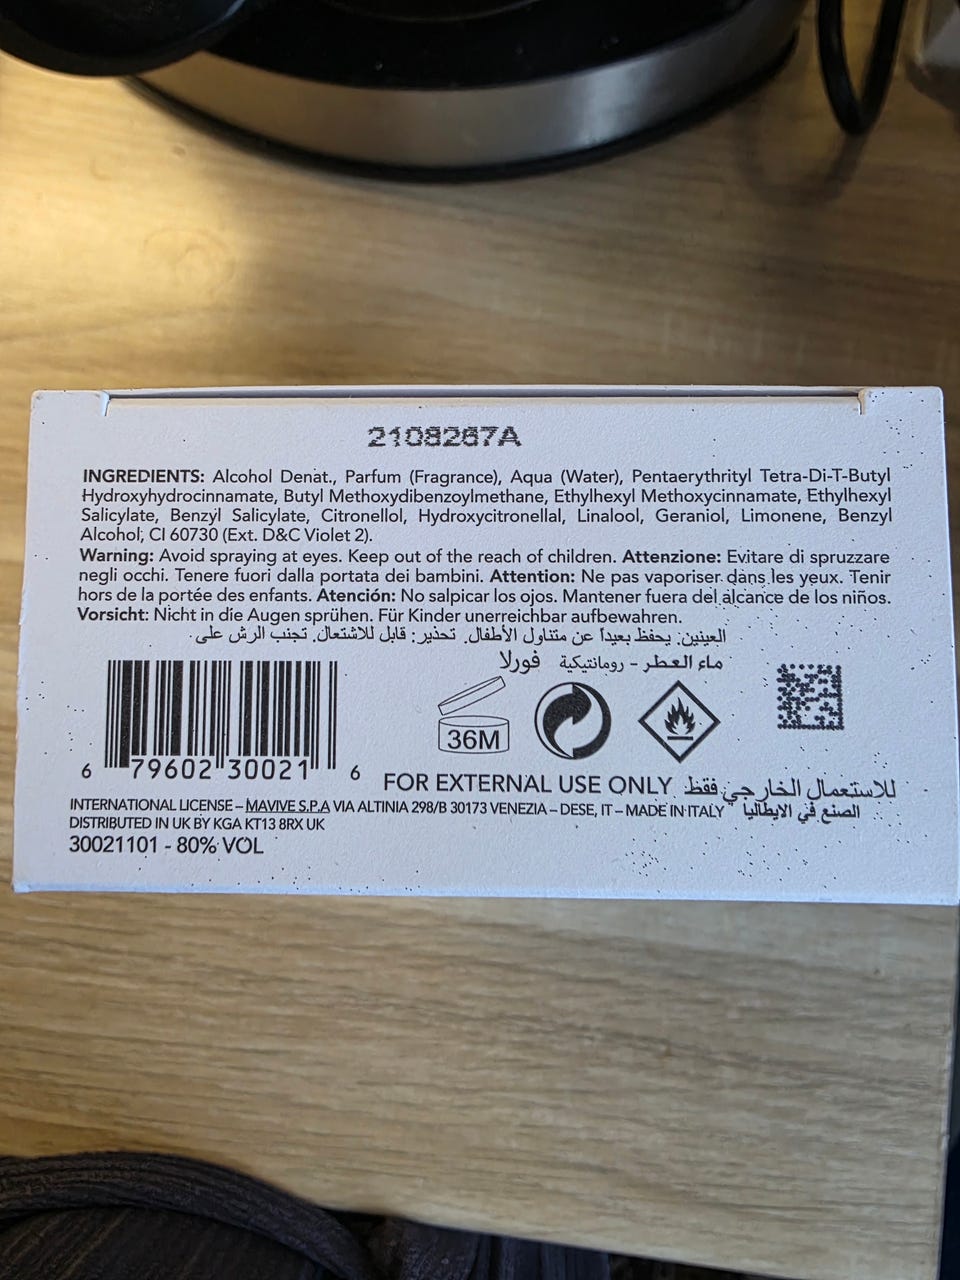 2108267A
INGREDIENTS: Alcohol Denat., Parfum (Fragrance), Aqua (Water), Pentaerythrityl Tetra-Di-T-Butyl
Hydroxyhydrocinnamate, Butyl Methoxydibenzoylmethane, Ethylhexyl Methoxycinnamate, Ethylhexyl
Salicylate, Benzyl Salicylate, Citronellol, Hydroxycitronellal, Linalool, Geraniol, Limonene, Benzyl
Alcohol, CI 60730 (Ext. D&C Violet 2).
Warning: Avoid spraying at eyes. Keep out of the reach of children. Attenzione: Evitare di spruzzare
negli occhi. Tenere fuori dalla portata dei bambini. Attention: Ne pas vaporiser dans les yeux. Tenir
hors de la portée des enfants. Atención: No salpicar los ojos. Mantener fuera del alcance de los niños.
Vorsicht: Nicht in die Augen sprühen. Für Kinder unerreichbar aufbewahren.
العينين. يحفظ بعيداً عن متناول الأطفال. تحذير: قابل للاشتعال. تجنب الرش على
ماء العطر - رومانتيكية فورلا
36M
6 79602 30021 6
FOR EXTERNAL USE ONLY للاستعمال الخارجي فقط
INTERNATIONAL LICENSE – MAVIVE S.P.A VIA ALTINIA 298/B 30173 VENEZIA – DESE, IT – MADE IN ITALY الصنع في الايطاليا
DISTRIBUTED IN UK BY KGA KT13 8RX UK
30021101 - 80% VOL